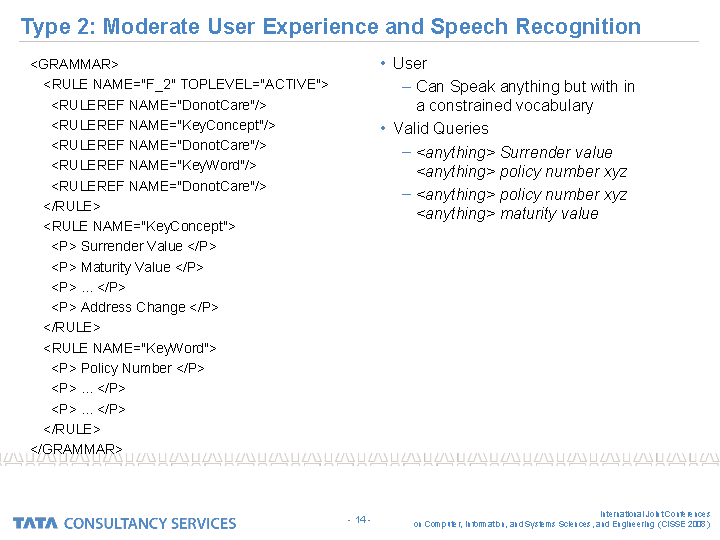 Type 2: Moderate User Experience and Speech Recognition
<GRAMMAR>
<RULE NAME="F_2" TOPLEVEL="ACTIVE">
<RULEREF NAME="DonotCare"/>
<RULEREF NAME="KeyConcept"/>
<RULEREF NAME="DonotCare"/>
<RULEREF NAME="KeyWord"/>
<RULEREF NAME="DonotCare"/>
</RULE>
<RULE NAME="KeyConcept">
<P> Surrender Value </P>
<P> Maturity Value </P>
<P> ... </P>
<P> Address Change </P>
</RULE>
<RULE NAME="KeyWord">
<P> Policy Number </P>
<P> ... </P>
<P> ... </P>
</RULE>
</GRAMMAR>
• User
– Can Speak anything but with in
a constrained vocabulary
• Valid Queries
– <anything> Surrender value
<anything> policy number xyz
– <anything> policy number xyz
<anything> maturity value
TATA CONSULTANCY SERVICES
- 14 -
International Joint Conferences
on Computer, Information, and Systems Sciences, and Engineering (CISSE 2008)